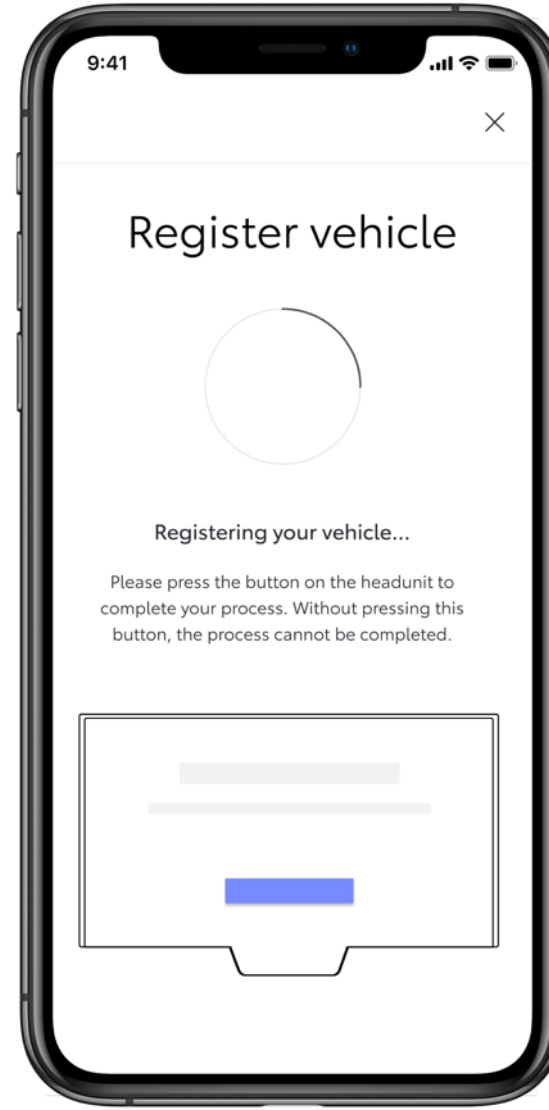 9:41
Register vehicle
Registering your vehicle...
Please press the button on the headunit to
complete your process. Without pressing this
button, the process cannot be completed.